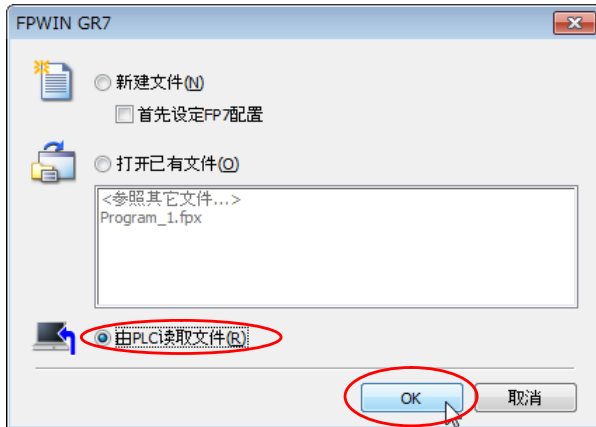 FPWIN GR7
新建文件(N)
首先设定FP7配置
打开已有文件(O)
<参照其它文件...>
Program_1.fpx
由PLC读取文件(R)
OK
取消